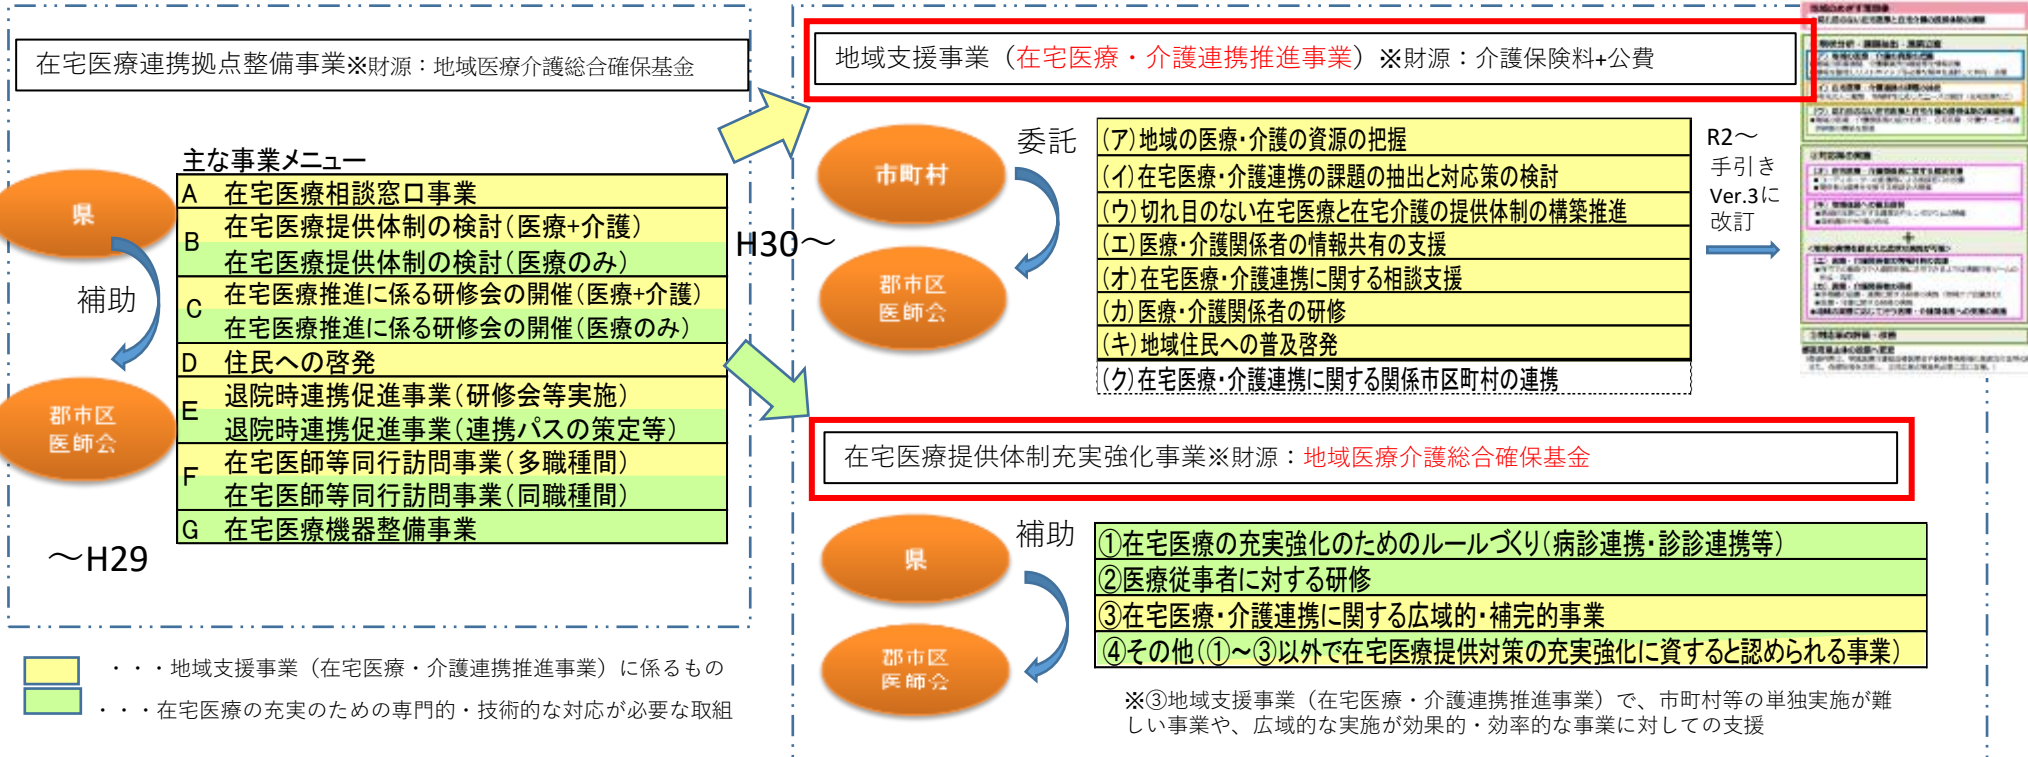 在宅医療連携拠点整備事業※財源：地域医療介護総合確保基金
主な事業メニュー
県
補助
郡市区
医師会
A 在宅医療相談窓口事業
B 在宅医療提供体制の検討(医療+介護)
在宅医療提供体制の検討(医療のみ)
C 在宅医療推進に係る研修会の開催(医療+介護)
在宅医療推進に係る研修会の開催(医療のみ)
D 住民への啓発
E 退院時連携促進事業(研修会等実施)
退院時連携促進事業(連携パスの策定等)
F 在宅医師等同行訪問事業(多職種間)
在宅医師等同行訪問事業(同職種間)
G 在宅医療機器整備事業
～H29
・・・地域支援事業（在宅医療・介護連携推進事業）に係るもの
・・・在宅医療の充実のための専門的・技術的な対応が必要な取組
H30～
地域支援事業（在宅医療・介護連携推進事業）※財源：介護保険料+公費
市町村
委託
郡市区
医師会
(ア)地域の医療・介護の資源の把握
(イ)在宅医療・介護連携の課題の抽出と対応策の検討
(ウ)切れ目のない在宅医療と在宅介護の提供体制の構築推進
(エ)医療・介護関係者の情報共有の支援
(オ)在宅医療・介護連携に関する相談支援
(カ)医療・介護関係者の研修
(キ)地域住民への普及啓発
(ク)在宅医療・介護連携に関する関係市区町村の連携
R2～
手引き
Ver.3に
改訂
在宅医療提供体制充実強化事業※財源：地域医療介護総合確保基金
県
補助
郡市区
医師会
①在宅医療の充実強化のためのルールづくり(病診連携・診診連携等)
②医療従事者に対する研修
③在宅医療・介護連携に関する広域的・補完的事業
④その他(①～③以外で在宅医療提供対策の充実強化に資すると認められる事業)
※③地域支援事業（在宅医療・介護連携推進事業）で、市町村等の単独実施が難
しい事業や、広域的な実施が効果的・効率的な事業に対しての支援